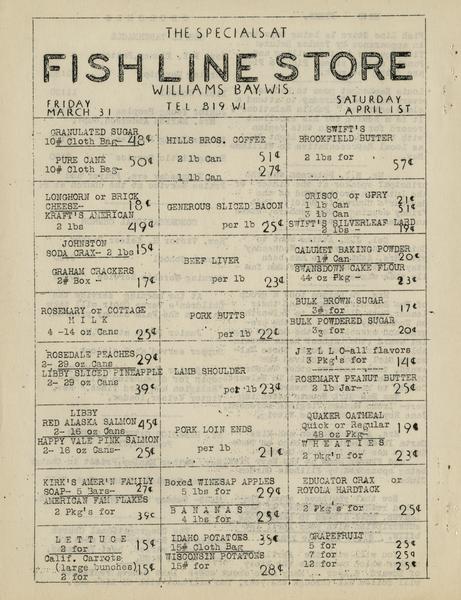 THE SPECIALS AT
FISH LINE STORE
WILLIAMS BAY, WIS.
FRIDAY
MARCH 31
TEL. B19 W1
SATURDAY
APRIL 1ST
GRANULATED SUGAR
10# Cloth Bag- 48¢
PURE CANE
10# Cloth Bag- 50¢
HILLS BROS. COFFEE
2 lb Can 51¢
1 lb Can 27¢
SWIFT'S
BROOKFIELD BUTTER
2 lbs for 57¢
LONGHORN or BRICK
CHEESE- 18¢
KRAFT'S AMERICAN
2 lbs 49¢
GENEROUS SLICED BACON
per lb 25¢
CRISCO or SPRY
1 lb Can 21¢
3 lb Can 51¢
SWIFT'S SILVERLEAF LARD
2 lbs - 19¢
JOHNSTON
SODA CRAX- 2 lbs 15¢
GRAHAM CRACKERS
2# Box - 17¢
BEEF LIVER
per lb 23¢
CALUMET BAKING POWDER
1# Can 20¢
SWANSDOWN CAKE FLOUR
44 oz Pkg - 23¢
ROSEMARY or COTTAGE
MILK
4 -14 oz Cans 25¢
PORK BUTTS
per lb 22¢
BULK BROWN SUGAR
3# for 17¢
BULK POWDERED SUGAR
for 20¢
ROSEDALE PEACHES
2- 29 oz Cans 29¢
LIBBY SLICED PINEAPPLE
2- 29 oz Cans 39¢
LAMB SHOULDER
per lb 23¢
JELLO-all flavors
3 Pkg's for 14¢
ROSEMARY PEANUT BUTTER
2 lb Jar- 25¢
LIBBY
RED ALASKA SALMON 45¢
2- 16 oz Cans
HAPPY VALE PINK SALMON
2- 16 oz Cans- 25¢
PORK LOIN ENDS
per lb 21¢
QUAKER OATMEAL
Quick or Regular 19¢
48 oz Pkg-
WHEATIES
2 pkg's for 23¢
KIRK'S AMER'N FAMILY
SOAP- 5 Bars- 27¢
AMERICAN FAM FLAKES
2 Pkg's for 39¢
Boxed WINESAP APPLES
5 lbs for 29¢
BANANAS
4 lbs for 25¢
EDUCATOR CRAX or
ROYOLA HARDTACK
2 Pkg's for 25¢
LETTUCE
2 for 15¢
Calif. Carrots
(large bunches) 15¢
2 for
IDAHO POTATOES 35¢
15# Cloth Bag
WISCONSIN POTATOES
15# for 28¢
GRAPEFRUIT
5 for 25¢
7 for 25¢
12 for 25¢